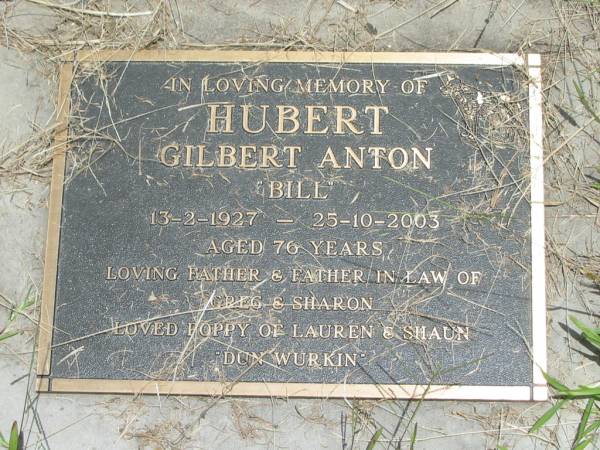 IN LOVING MEMORY OF
HUBERT
GILBERT ANTON
"BILL"
13-2-1927 — 25-10-2003
AGED 76 YEARS
LOVING FATHER & FATHER IN LAW OF
GREG & SHARON
LOVED POPPY OF LAUREN & SHAUN
"DUN WURKIN"